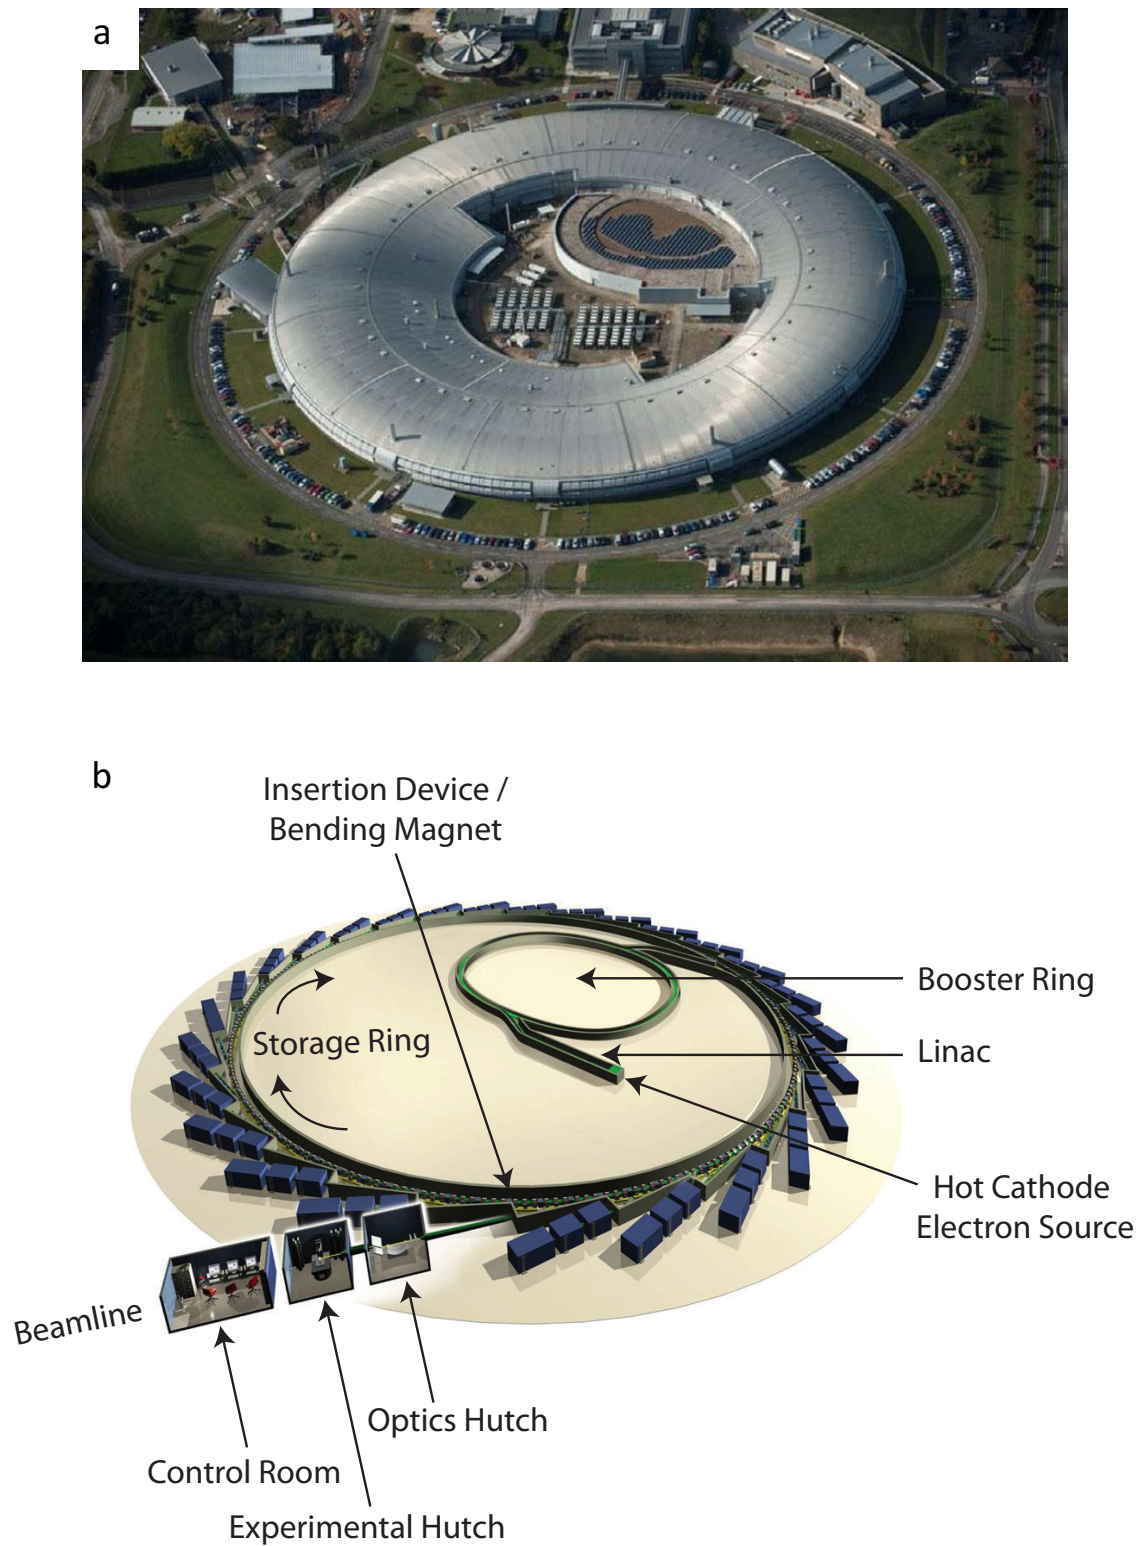 a
b
Insertion Device /
Bending Magnet
Booster Ring
Storage Ring
Linac
Hot Cathode
Electron Source
Beamline
Optics Hutch
Control Room
Experimental Hutch